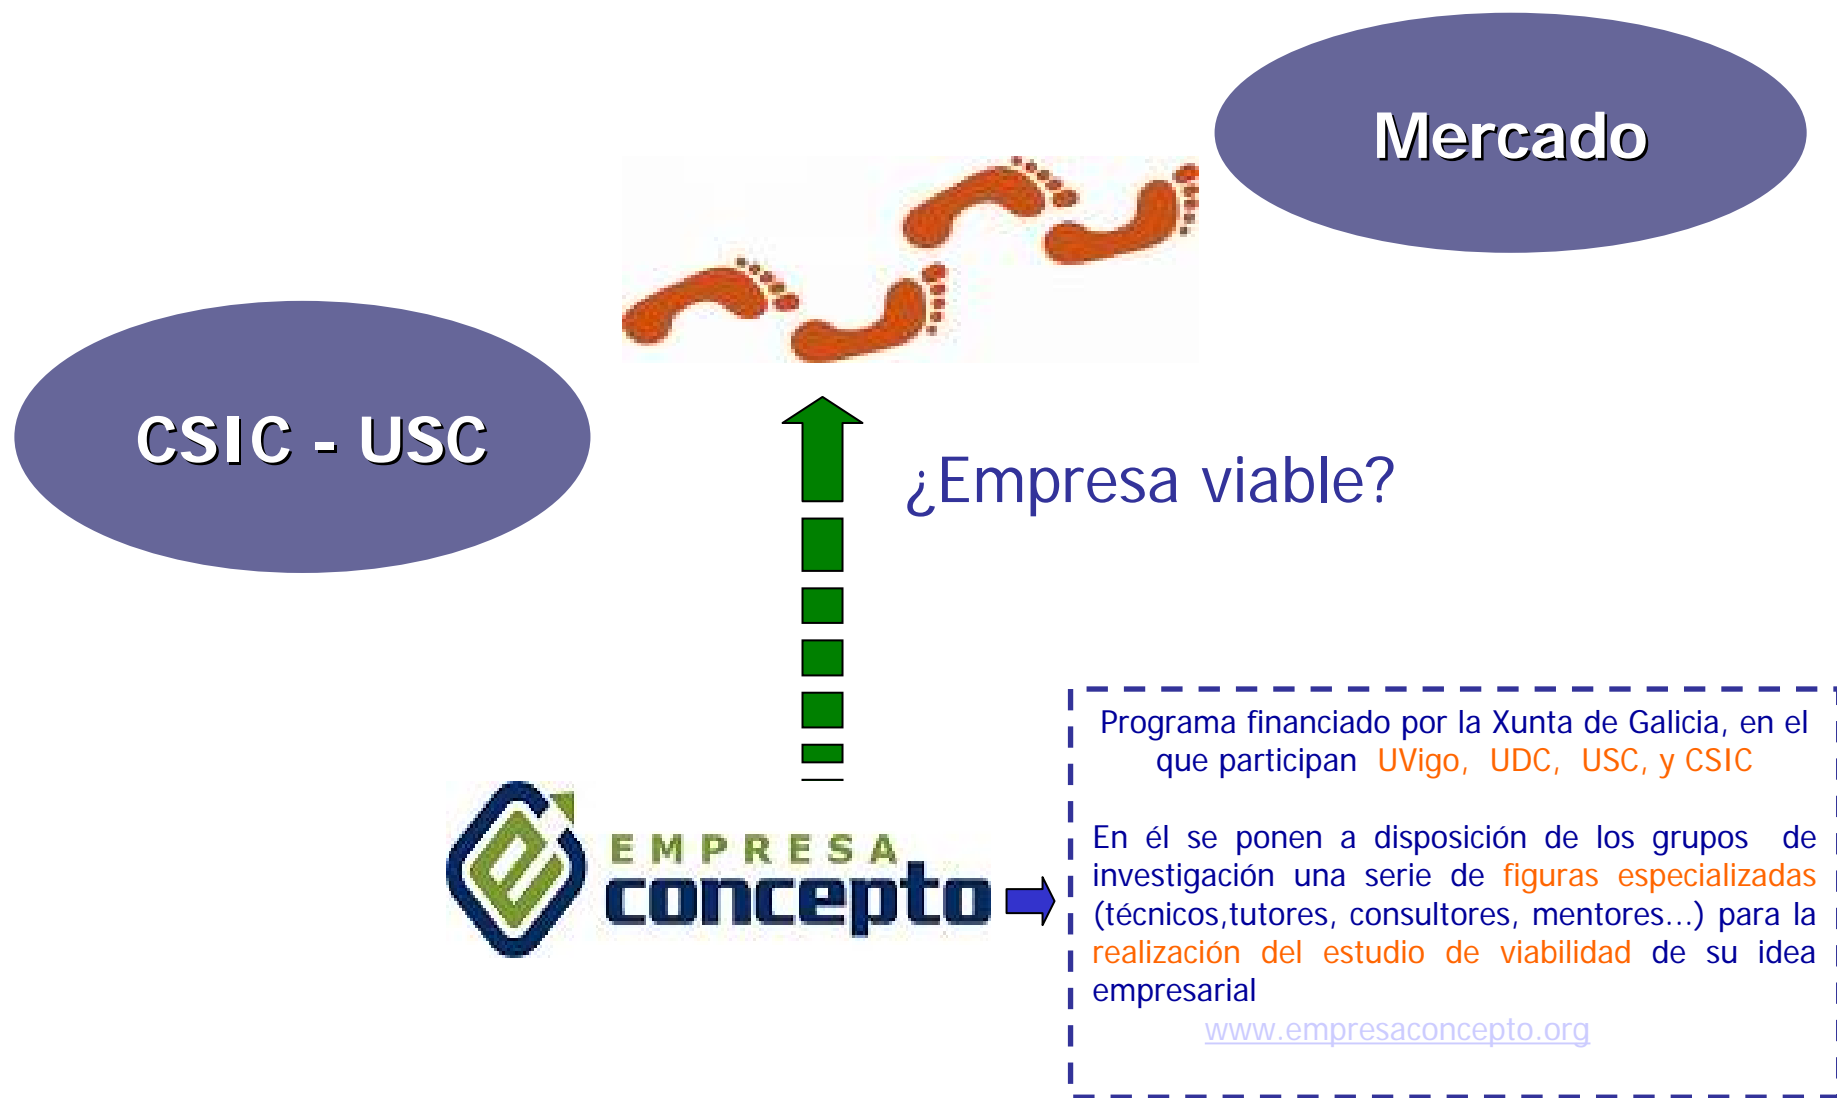 Mercado
CSIC - USC
¿Empresa viable?
EMPRESA
concepto
Programa financiado por la Xunta de Galicia, en el
que participan UVigo, UDC, USC, y CSIC
En él se ponen a disposición de los grupos de
investigación una serie de figuras especializadas
(técnicos,tutores, consultores, mentores...) para la
realización del estudio de viabilidad de su idea
empresarial
www.empresaconcepto.org